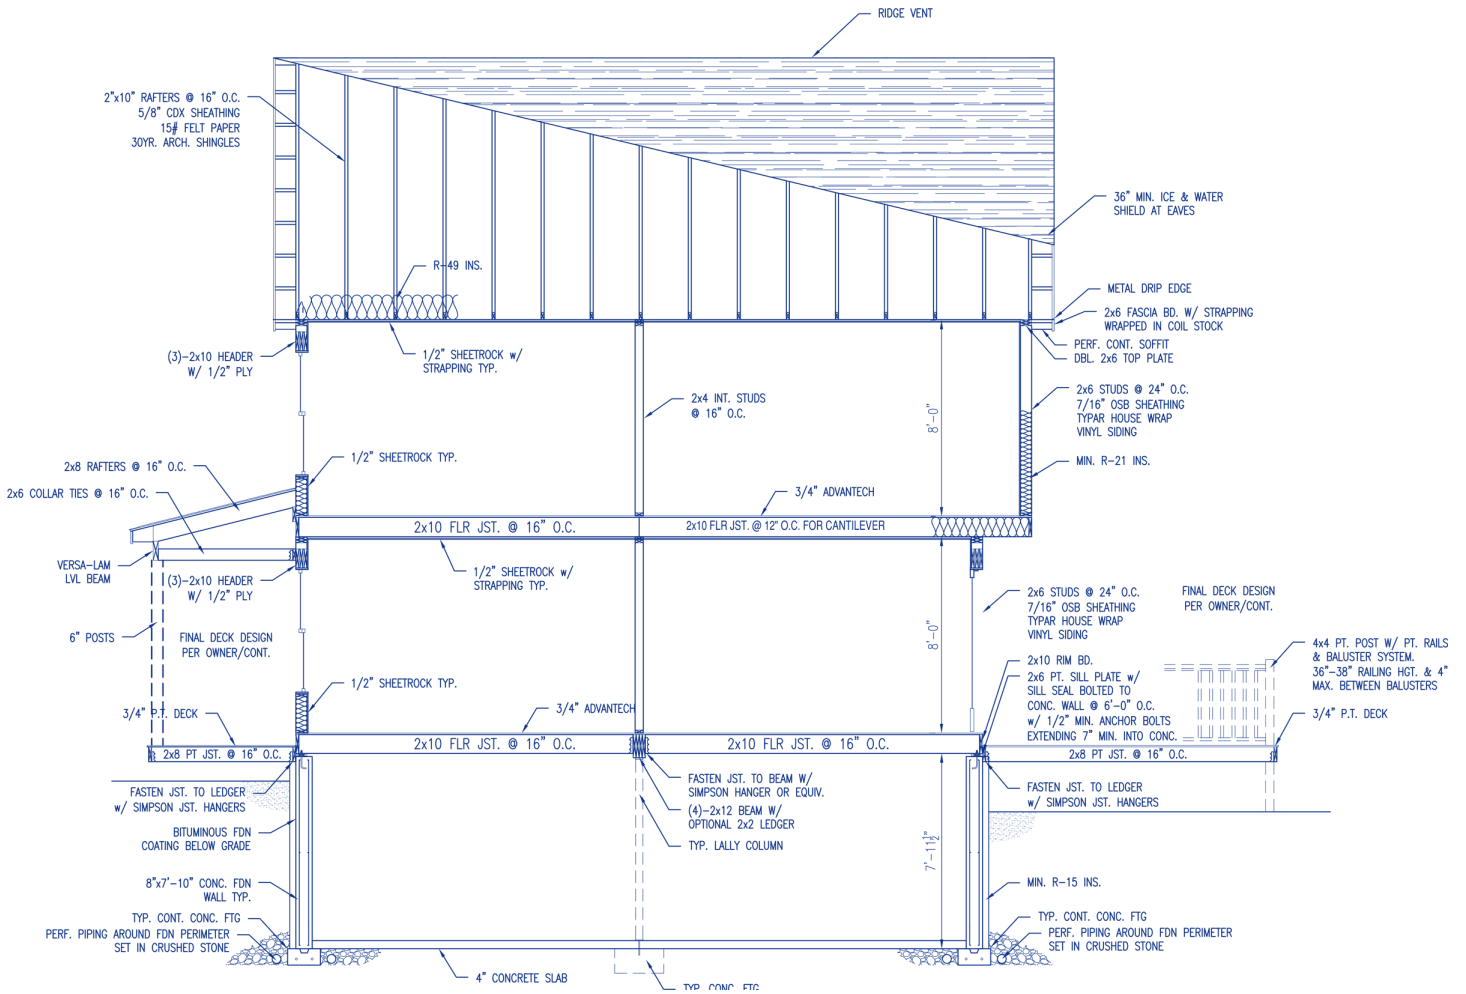 RIDGE VENT
2"x10" RAFTERS @ 16" O.C.
5/8" CDX SHEATHING
15# FELT PAPER
30YR. ARCH. SHINGLES
36" MIN. ICE & WATER
SHIELD AT EAVES
R-49 INS.
METAL DRIP EDGE
2x6 FASCIA BD. W/ STRAPPING
WRAPPED IN COIL STOCK
PERF. CONT. SOFFIT
DBL. 2x6 TOP PLATE
(3)-2x10 HEADER
W/ 1/2" PLY
1/2" SHEETROCK w/
STRAPPING TYP.
2x4 INT. STUDS
@ 16" O.C.
8'-0"
2x6 STUDS @ 24" O.C.
7/16" OSB SHEATHING
TYPAR HOUSE WRAP
VINYL SIDING
MIN. R-21 INS.
1/2" SHEETROCK TYP.
2x8 RAFTERS @ 16" O.C.
2x6 COLLAR TIES @ 16" O.C.
3/4" ADVANTECH
2x10 FLR JST. @ 16" O.C.
2x10 FLR JST. @ 12" O.C. FOR CANTILEVER
VERSA-LAM
LVL BEAM
(3)-2x10 HEADER
W/ 1/2" PLY
1/2" SHEETROCK w/
STRAPPING TYP.
2x6 STUDS @ 24" O.C.
7/16" OSB SHEATHING
TYPAR HOUSE WRAP
VINYL SIDING
FINAL DECK DESIGN
PER OWNER/CONT.
6" POSTS
FINAL DECK DESIGN
PER OWNER/CONT.
8'-0"
4x4 PT. POST W/ PT. RAILS
& BALUSTER SYSTEM.
36"-38" RAILING HGT. & 4"
MAX. BETWEEN BALUSTERS
2x10 RIM BD.
2x6 PT. SILL PLATE w/
SILL SEAL BOLTED TO
CONC. WALL @ 6'-0" O.C.
w/ 1/2" MIN. ANCHOR BOLTS
EXTENDING 7" MIN. INTO CONC.
1/2" SHEETROCK TYP.
3/4" P.T. DECK
3/4" ADVANTECH
3/4" P.T. DECK
2x8 PT JST. @ 16" O.C.
2x10 FLR JST. @ 16" O.C.
2x10 FLR JST. @ 16" O.C.
2x8 PT JST. @ 16" O.C.
FASTEN JST. TO LEDGER
w/ SIMPSON JST. HANGERS
FASTEN JST. TO BEAM W/
SIMPSON HANGER OR EQUIV.
FASTEN JST. TO LEDGER
w/ SIMPSON JST. HANGERS
(4)-2x12 BEAM W/
OPTIONAL 2x2 LEDGER
BITUMINOUS FDN
COATING BELOW GRADE
TYP. LALLY COLUMN
7'-11 1/2"
8"x7'-10" CONC. FDN
WALL TYP.
MIN. R-15 INS.
TYP. CONT. CONC. FTG
PERF. PIPING AROUND FDN PERIMETER
SET IN CRUSHED STONE
TYP. CONT. CONC. FTG
PERF. PIPING AROUND FDN PERIMETER
SET IN CRUSHED STONE
4" CONCRETE SLAB
TYP. CONC. FTG